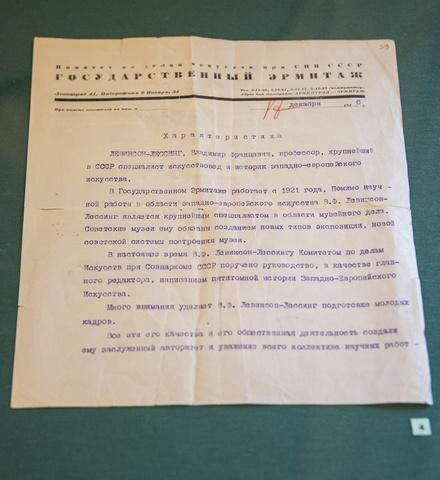 Комитет по делам искусств при СНК СССР
ГОСУДАРСТВЕННЫЙ ЭРМИТАЖ
Ленинград 41, Набережная 9 Января, 34
декабря 194
Характеристика
ЛЕВИНСОН-ЛЕССИНГ, Владимир Францевич, профессор, крупнейший
в СССР специалист искусствовед и историк западно-европейского
искусства.
В Государственном Эрмитаже работает с 1921 года. Помимо науч-
ной работы в области западно-европейского искусства В.Ф. Левинсон-
Лессинг является крупнейшим специалистом в области музейного дела.
Советские музеи ему обязаны созданием новых типов экспозиции, новой
советской системы построения музея.
В настоящее время В.Ф. Левинсон-Лессингу Комитетом по делам
Искусств при Совнаркоме СССР поручено руководство, в качестве глав-
ного редактора, написанием пятитомной истории Западно-Европейского
Искусства.
Много внимания уделяет В.Ф. Левинсон-Лессинг подготовке молодых
кадров.
Все эти его качества и его общественная деятельность создали
ему заслуженный авторитет и уважение всего коллектива научных работ-
4